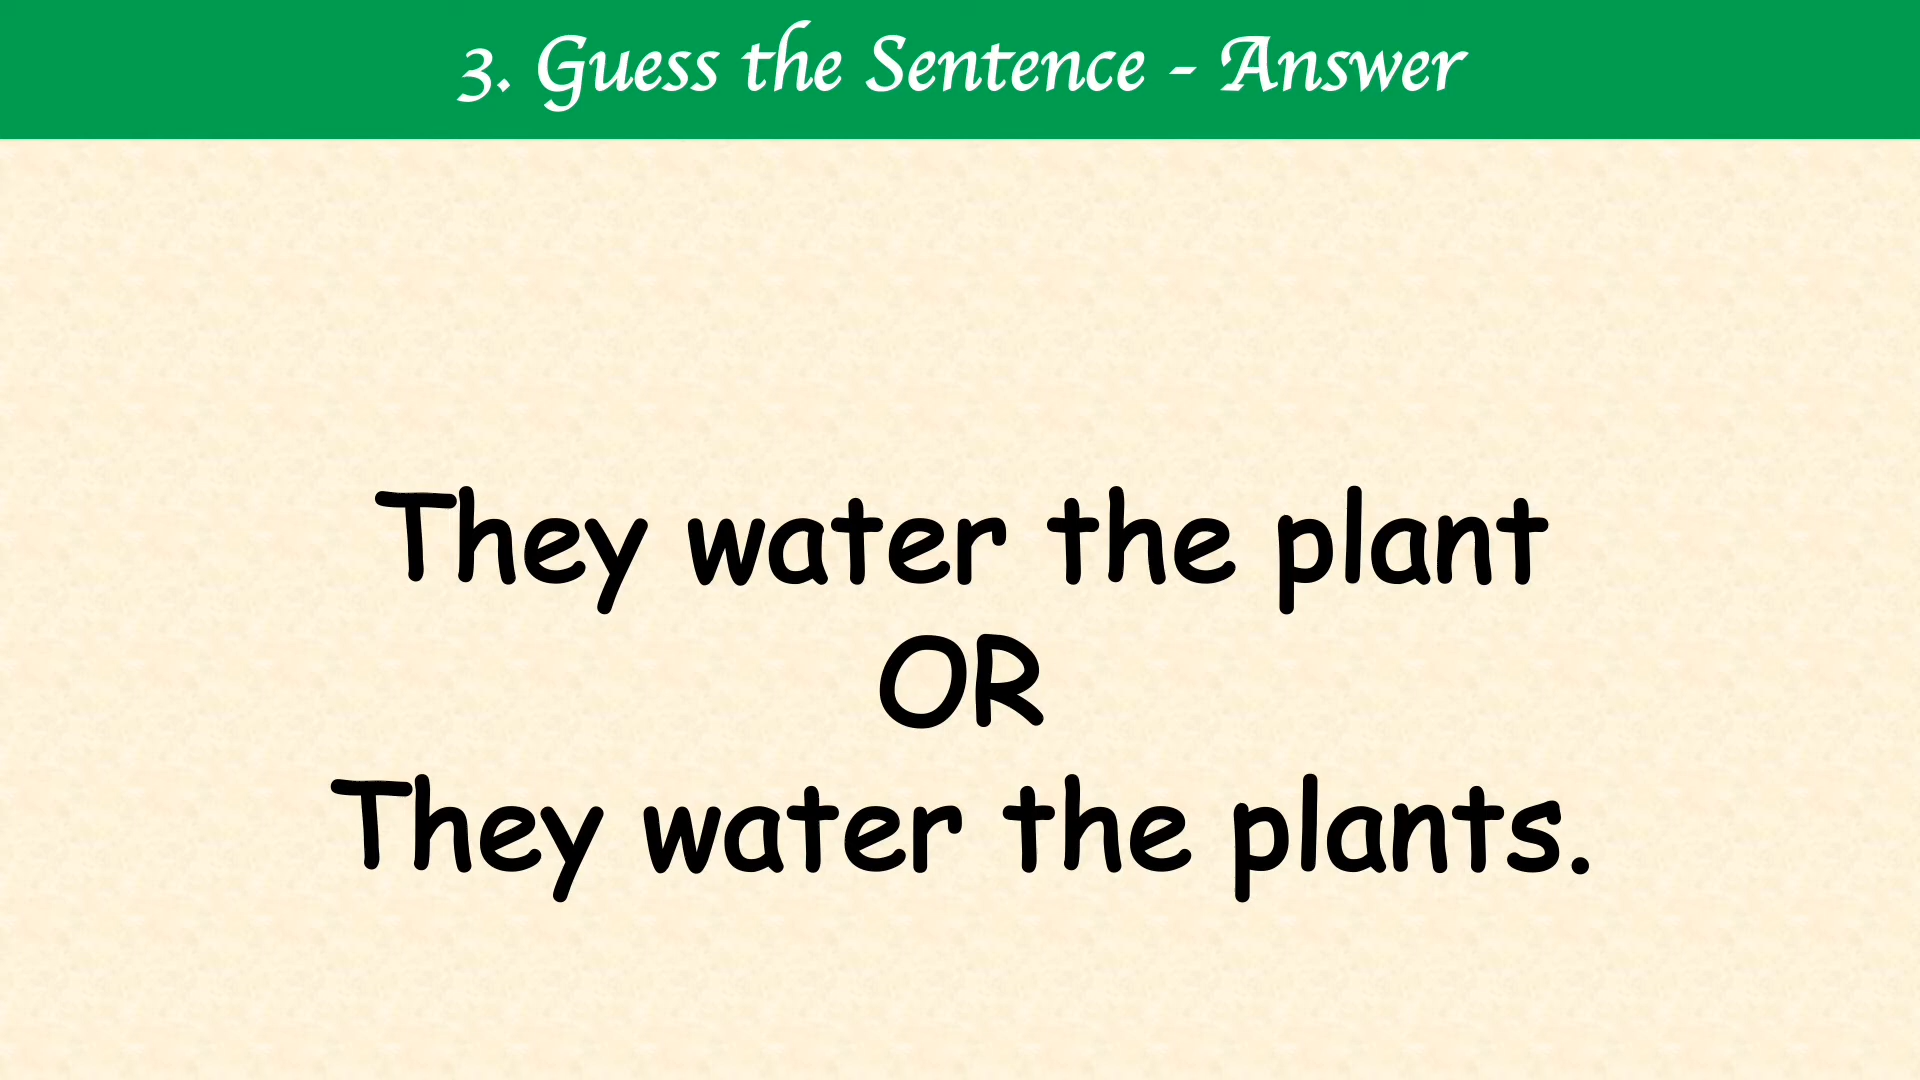 3. Guess the Sentence - Answer
They water the plant
OR
They water the plants.